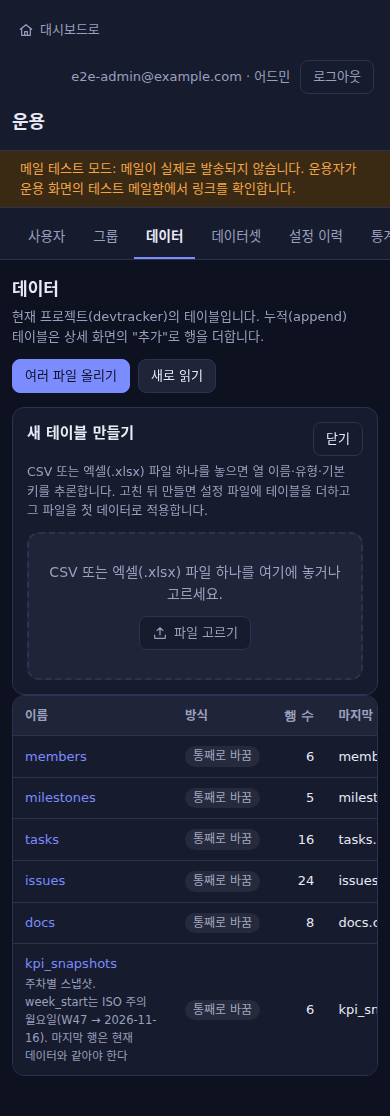 대시보드로
e2e-admin@example.com · 어드민
로그아웃
운용
메일 테스트 모드: 메일이 실제로 발송되지 않습니다. 운용자가
운용 화면의 테스트 메일함에서 링크를 확인합니다.
사용자 그룹 데이터 데이터셋 설정 이력
데이터
현재 프로젝트(devtracker)의 테이블입니다. 누적(append)
테이블은 상세 화면의 "추가"로 행을 더합니다.
여러 파일 올리기 새로 읽기
새 테이블 만들기
닫기
CSV 또는 엑셀(.xlsx) 파일 하나를 놓으면 열 이름·유형·기본
키를 추론합니다. 고친 뒤 만들면 설정 파일에 테이블을 더하고
그 파일을 첫 데이터로 적용합니다.
CSV 또는 엑셀(.xlsx) 파일 하나를 여기에 놓거나
고르세요.
파일 고르기
이름 방식 행 수 마지막
members 통째로 바꿈 6
milestones 통째로 바꿈 5
tasks 통째로 바꿈 16
issues 통째로 바꿈 24 issues
docs 통째로 바꿈 8
kpi_snapshots
주차별 스냅샷.
week_start는 ISO 주의
월요일(W47 → 2026-11-
16). 마지막 행은 현재
데이터와 같아야 한다
통째로 바꿈 6